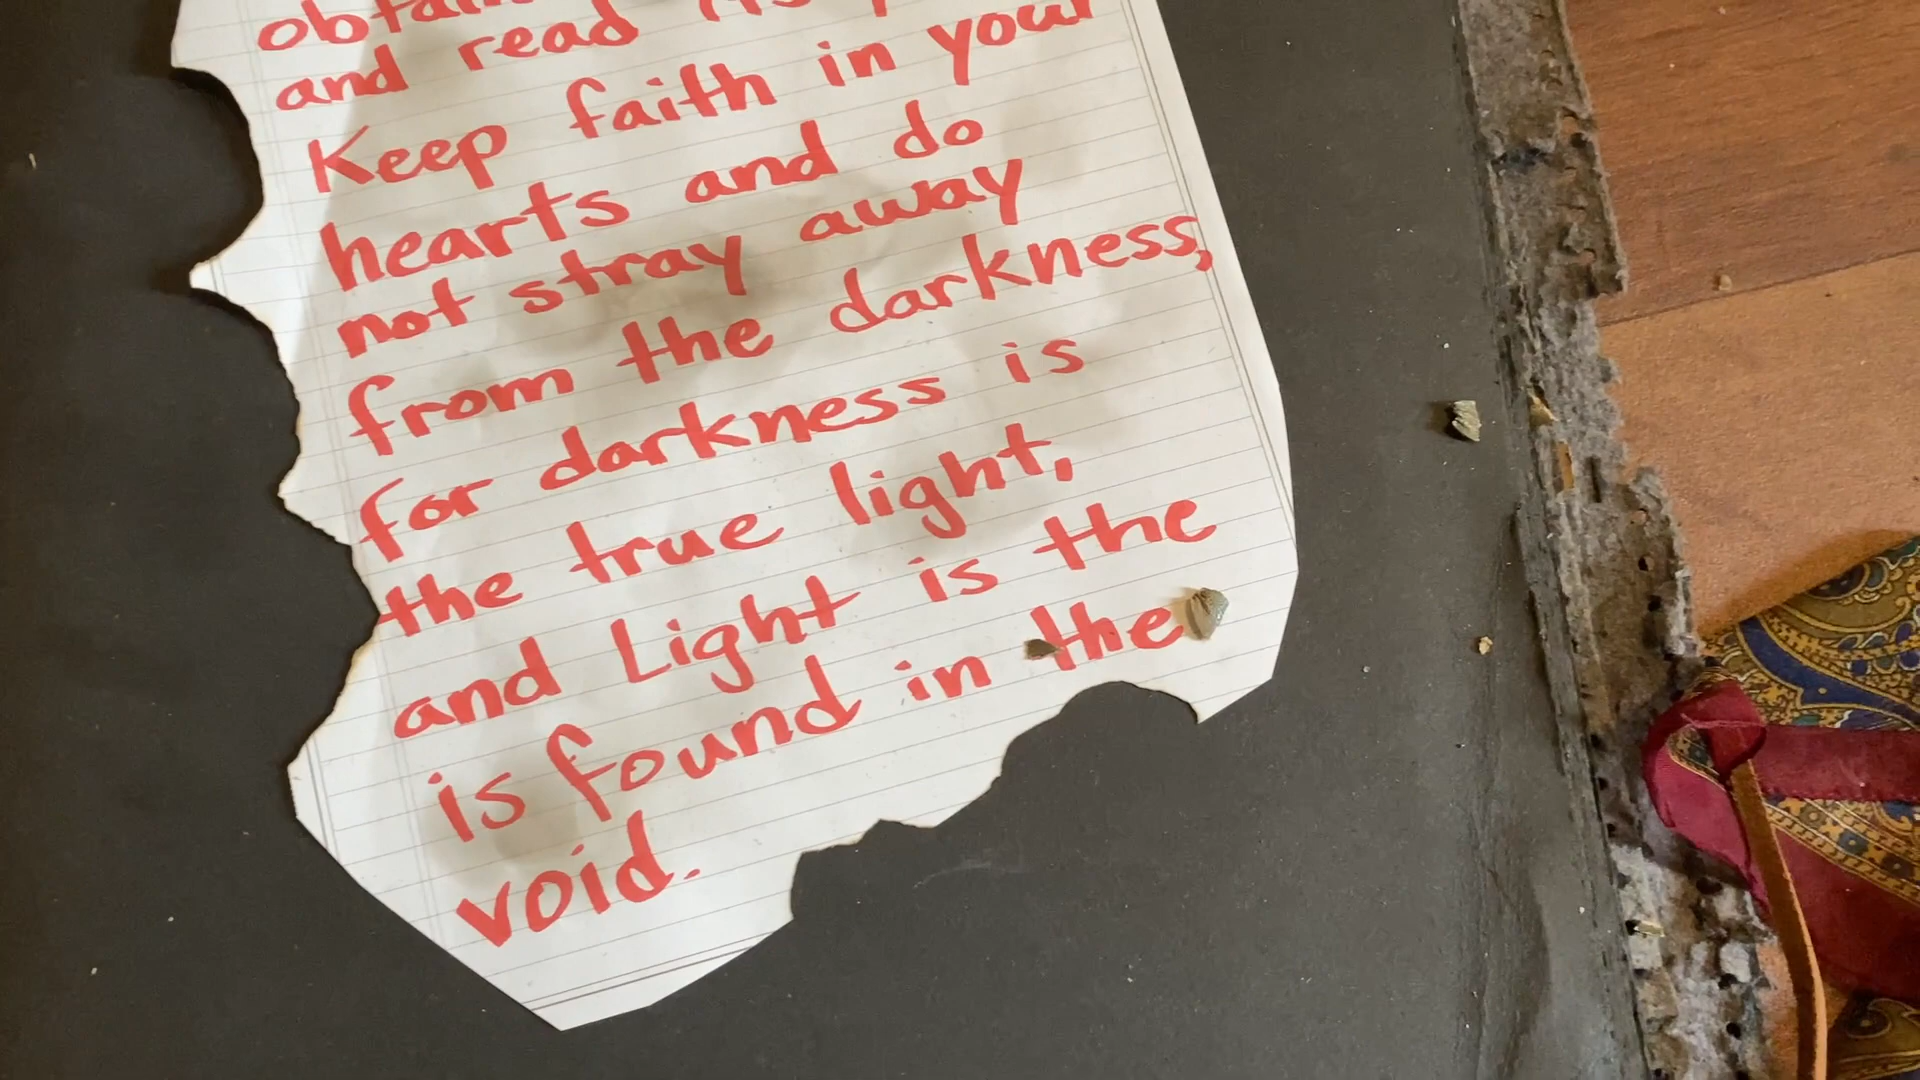 and read
Keep faith in your
hearts and do
not stray away
from the darkness,
for darkness is
the true light,
and Light is the
is found in the
void.